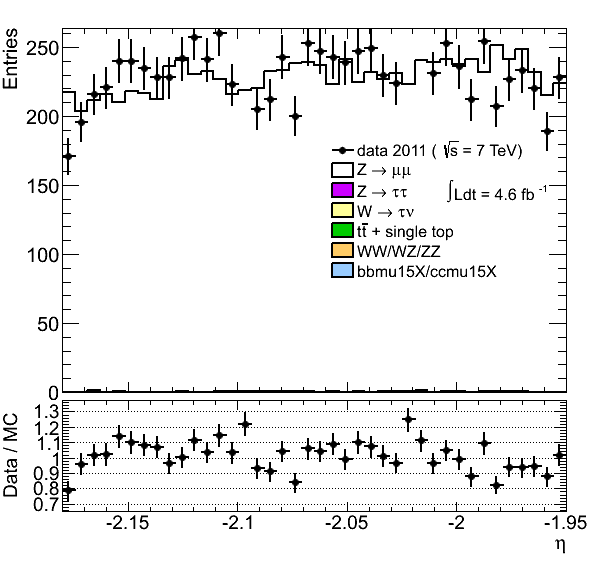 Entries
250
200
150
100
50
0
data 2011 ( √s = 7 TeV)
Z → μμ
Z → ττ
∫Ldt = 4.6 fb⁻¹
W → τν
tt̅ + single top
WW/WZ/ZZ
bbmu15X/ccmu15X
Data / MC
1.3
1.2
1.1
1
0.9
0.8
0.7
-2.15 -2.1 -2.05 -2 -1.95
η